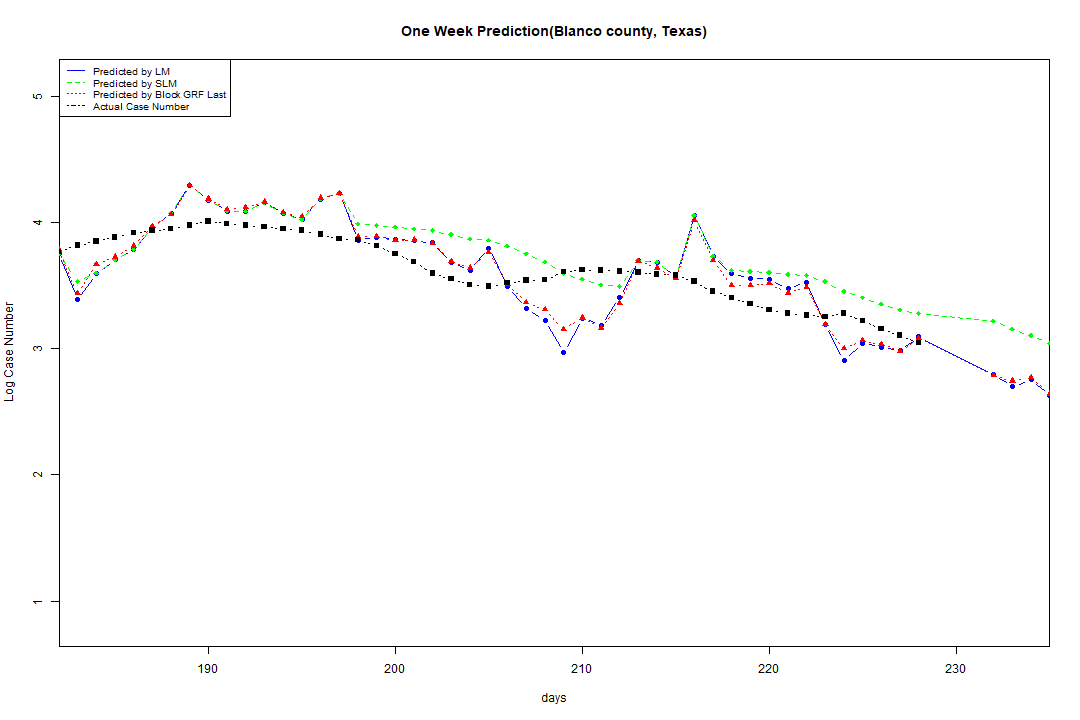 One Week Prediction(Blanco county, Texas)
Predicted by LM
Predicted by SLM
Predicted by Block GRF Last
Actual Case Number
5
4
3
2
1
Log Case Number
190 200 210 220 230
days